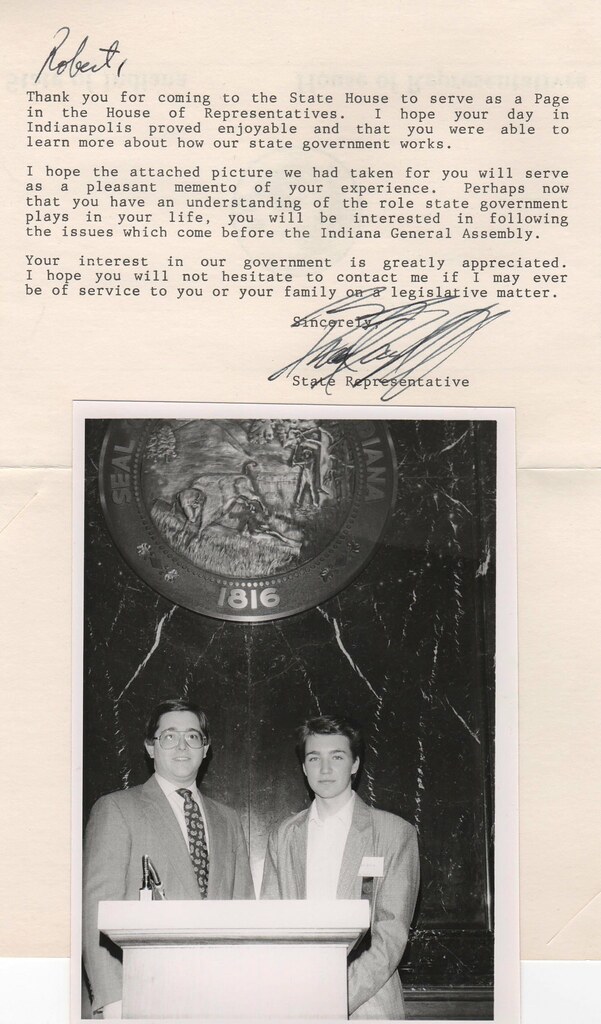 Robert,
Thank you for coming to the State House to serve as a Page
in the House of Representatives. I hope your day in
Indianapolis proved enjoyable and that you were able to
learn more about how our state government works.
I hope the attached picture we had taken for you will serve
as a pleasant memento of your experience. Perhaps now
that you have an understanding of the role state government
plays in your life, you will be interested in following
the issues which come before the Indiana General Assembly.
Your interest in our government is greatly appreciated.
I hope you will not hesitate to contact me if I may ever
be of service to you or your family on a legislative matter.
Sincerely,
State Representative
SEAL IANA
1816